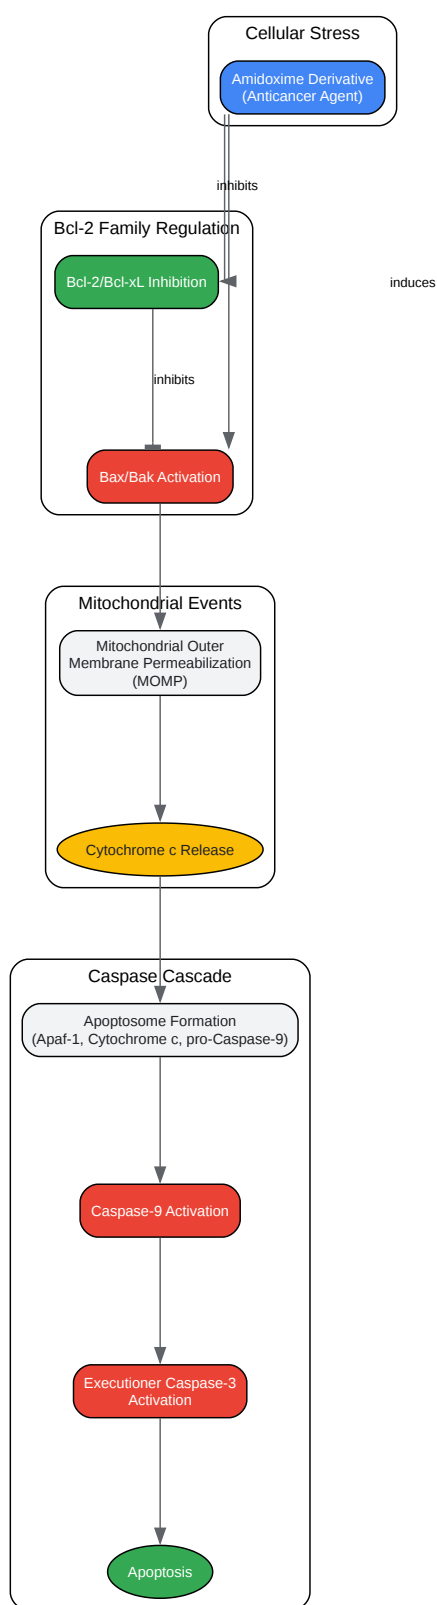 Cellular Stress
Amidoxime Derivative
(Anticancer Agent)
inhibits
Bcl-2 Family Regulation
Bcl-2/Bcl-xL Inhibition
induces
inhibits
Bax/Bak Activation
Mitochondrial Events
Mitochondrial Outer
Membrane Permeabilization
(MOMP)
Cytochrome c Release
Caspase Cascade
Apoptosome Formation
(Apaf-1, Cytochrome c, pro-Caspase-9)
Caspase-9 Activation
Executioner Caspase-3
Activation
Apoptosis